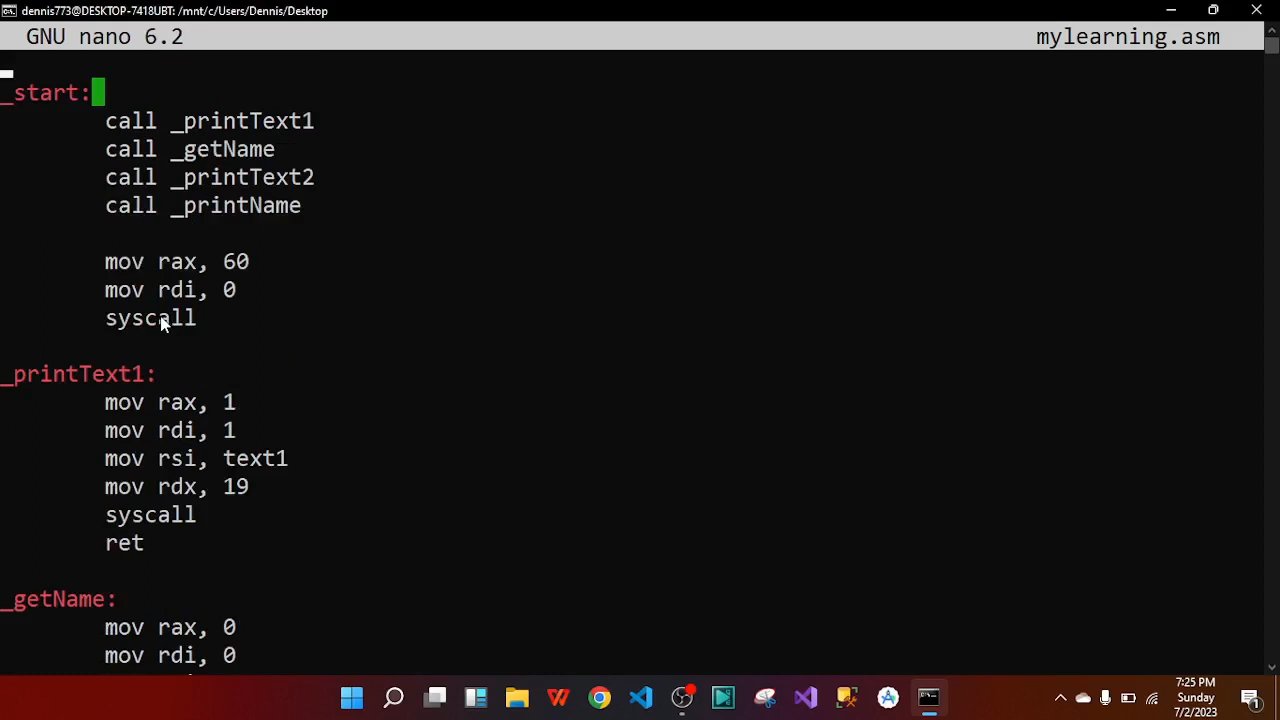 dennis773@DESKTOP-7418UBT: /mnt/c/Users/Dennis/Desktop
GNU nano 6.2 mylearning.asm
_start:
call _printText1
call _getName
call _printText2
call _printName
mov rax, 60
mov rdi, 0
syscall
_printText1:
mov rax, 1
mov rdi, 1
mov rsi, text1
mov rdx, 19
syscall
ret
_getName:
mov rax, 0
mov rdi, 0
7:25 PM
Sunday
7/2/2023
1